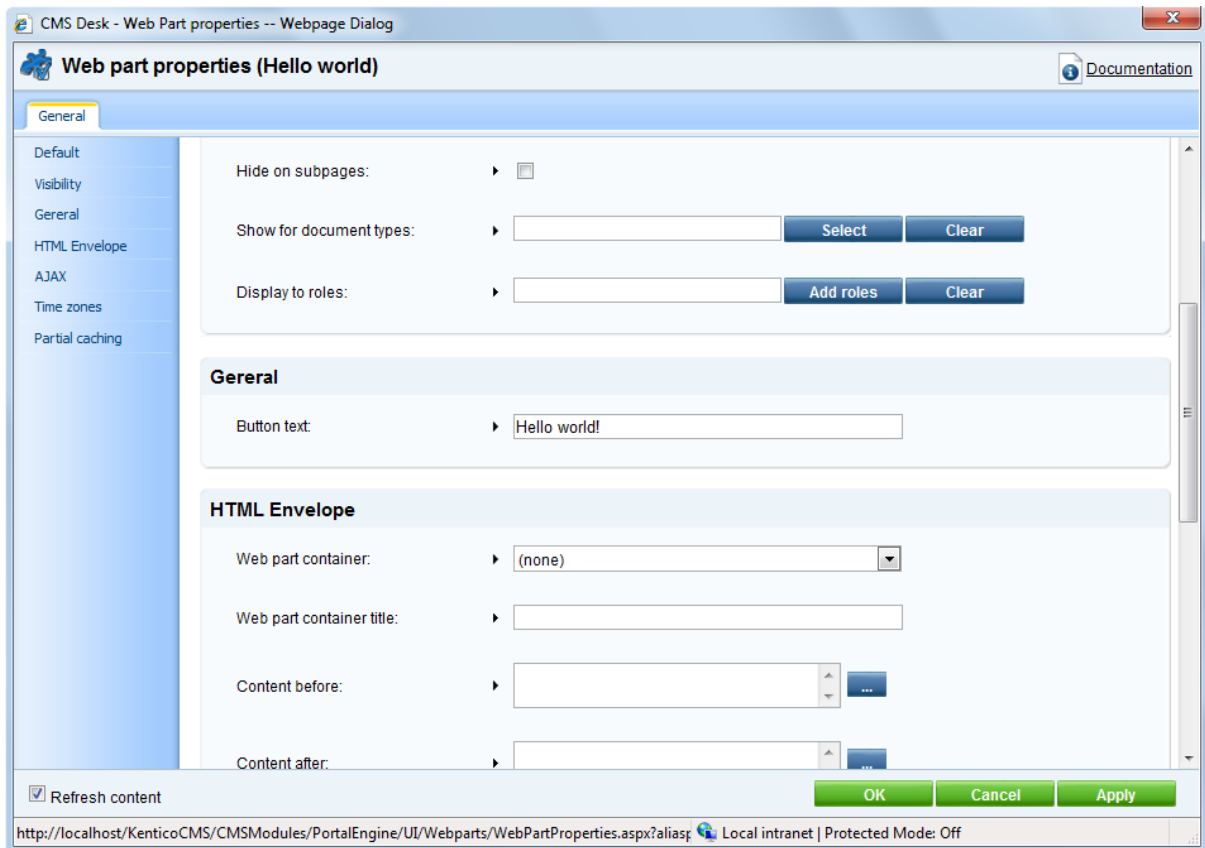 CMS Desk - Web Part properties -- Webpage Dialog
Web part properties (Hello world)
Documentation
General
Default
Visibility
Gereral
HTML Envelope
AJAX
Time zones
Partial caching
Hide on subpages:
Show for document types:
Select
Clear
Display to roles:
Add roles
Clear
Gereral
Button text:
Hello world!
HTML Envelope
Web part container:
(none)
Web part container title:
Content before:
...
Content after:
...
Refresh content
OK
Cancel
Apply
http://localhost/KenticoCMS/CMSModules/PortalEngine/UI/Webparts/WebPartProperties.aspx?aliasp
Local intranet | Protected Mode: Off